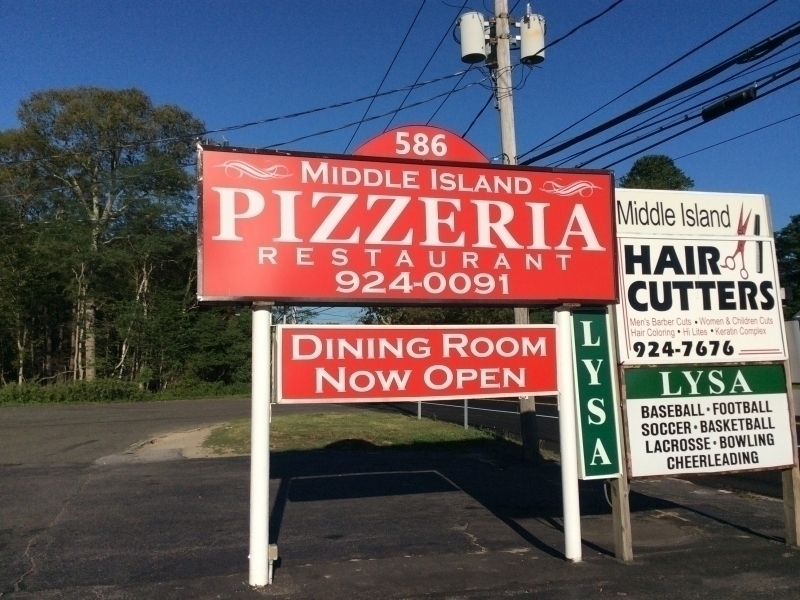 586
MIDDLE ISLAND
PIZZERIA
RESTAURANT
924-0091
DINING ROOM
NOW OPEN
LYSA
Middle Island
HAIR
CUTTERS
Men's Barber Cuts • Women & Children Cuts
Hair Coloring • Hi Lites • Keratin Complex
924-7676
LYSA
BASEBALL • FOOTBALL
SOCCER • BASKETBALL
LACROSSE • BOWLING
CHEERLEADING